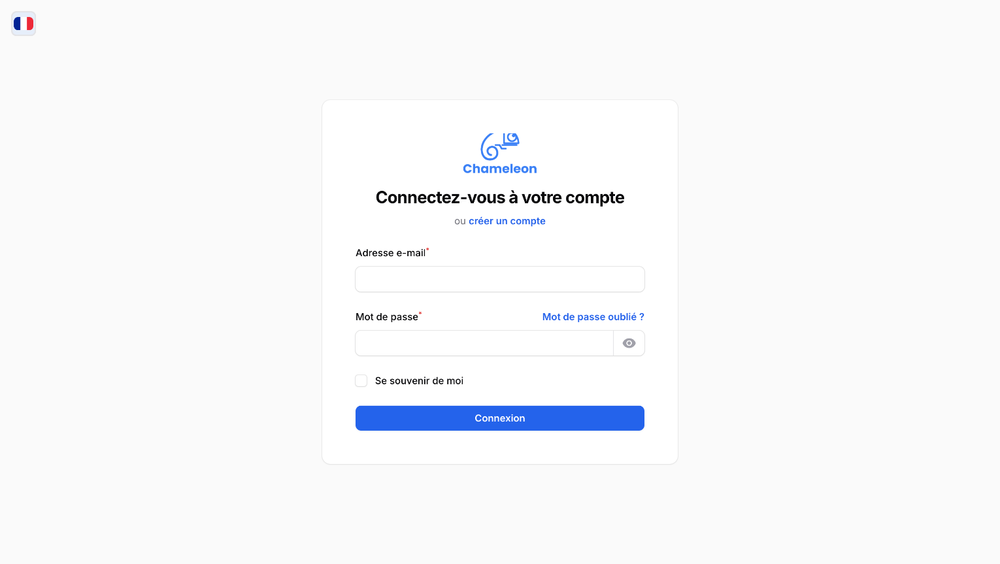 Chameleon
Connectez-vous à votre compte
ou créer un compte
Adresse e-mail*
Mot de passe*
Mot de passe oublié ?
Se souvenir de moi
Connexion